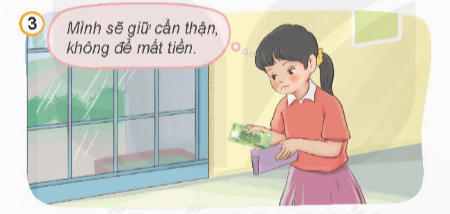 3
Mình sẽ giữ cẩn thận,
không để mất tiền.